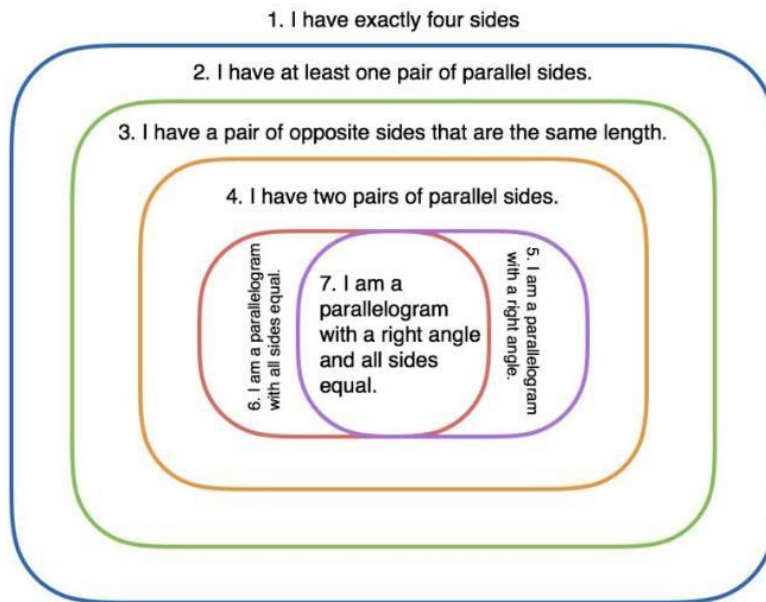 1. I have exactly four sides
2. I have at least one pair of parallel sides.
3. I have a pair of opposite sides that are the same length.
4. I have two pairs of parallel sides.
6. I am a parallelogram
with all sides equal.
7. I am a
parallelogram
with a right angle
and all sides
equal.
5. I am a parallelogram
with a right angle.